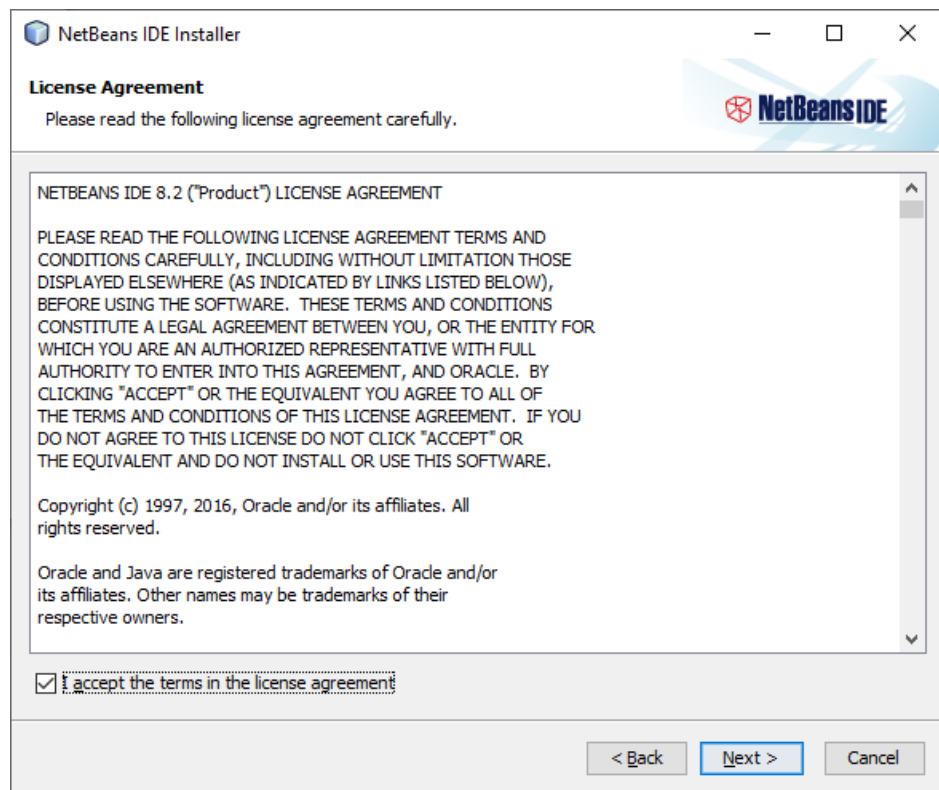 NetBeans IDE Installer
License Agreement
Please read the following license agreement carefully.
NetBeans IDE
NETBEANS IDE 8.2 ("Product") LICENSE AGREEMENT
PLEASE READ THE FOLLOWING LICENSE AGREEMENT TERMS AND
CONDITIONS CAREFULLY, INCLUDING WITHOUT LIMITATION THOSE
DISPLAYED ELSEWHERE (AS INDICATED BY LINKS LISTED BELOW),
BEFORE USING THE SOFTWARE.  THESE TERMS AND CONDITIONS
CONSTITUTE A LEGAL AGREEMENT BETWEEN YOU, OR THE ENTITY FOR
WHICH YOU ARE AN AUTHORIZED REPRESENTATIVE WITH FULL
AUTHORITY TO ENTER INTO THIS AGREEMENT, AND ORACLE.  BY
CLICKING "ACCEPT" OR THE EQUIVALENT YOU AGREE TO ALL OF
THE TERMS AND CONDITIONS OF THIS LICENSE AGREEMENT.  IF YOU
DO NOT AGREE TO THIS LICENSE DO NOT CLICK "ACCEPT" OR
THE EQUIVALENT AND DO NOT INSTALL OR USE THIS SOFTWARE.
Copyright (c) 1997, 2016, Oracle and/or its affiliates. All
rights reserved.
Oracle and Java are registered trademarks of Oracle and/or
its affiliates. Other names may be trademarks of their
respective owners.
I accept the terms in the license agreement
< Back
Next >
Cancel